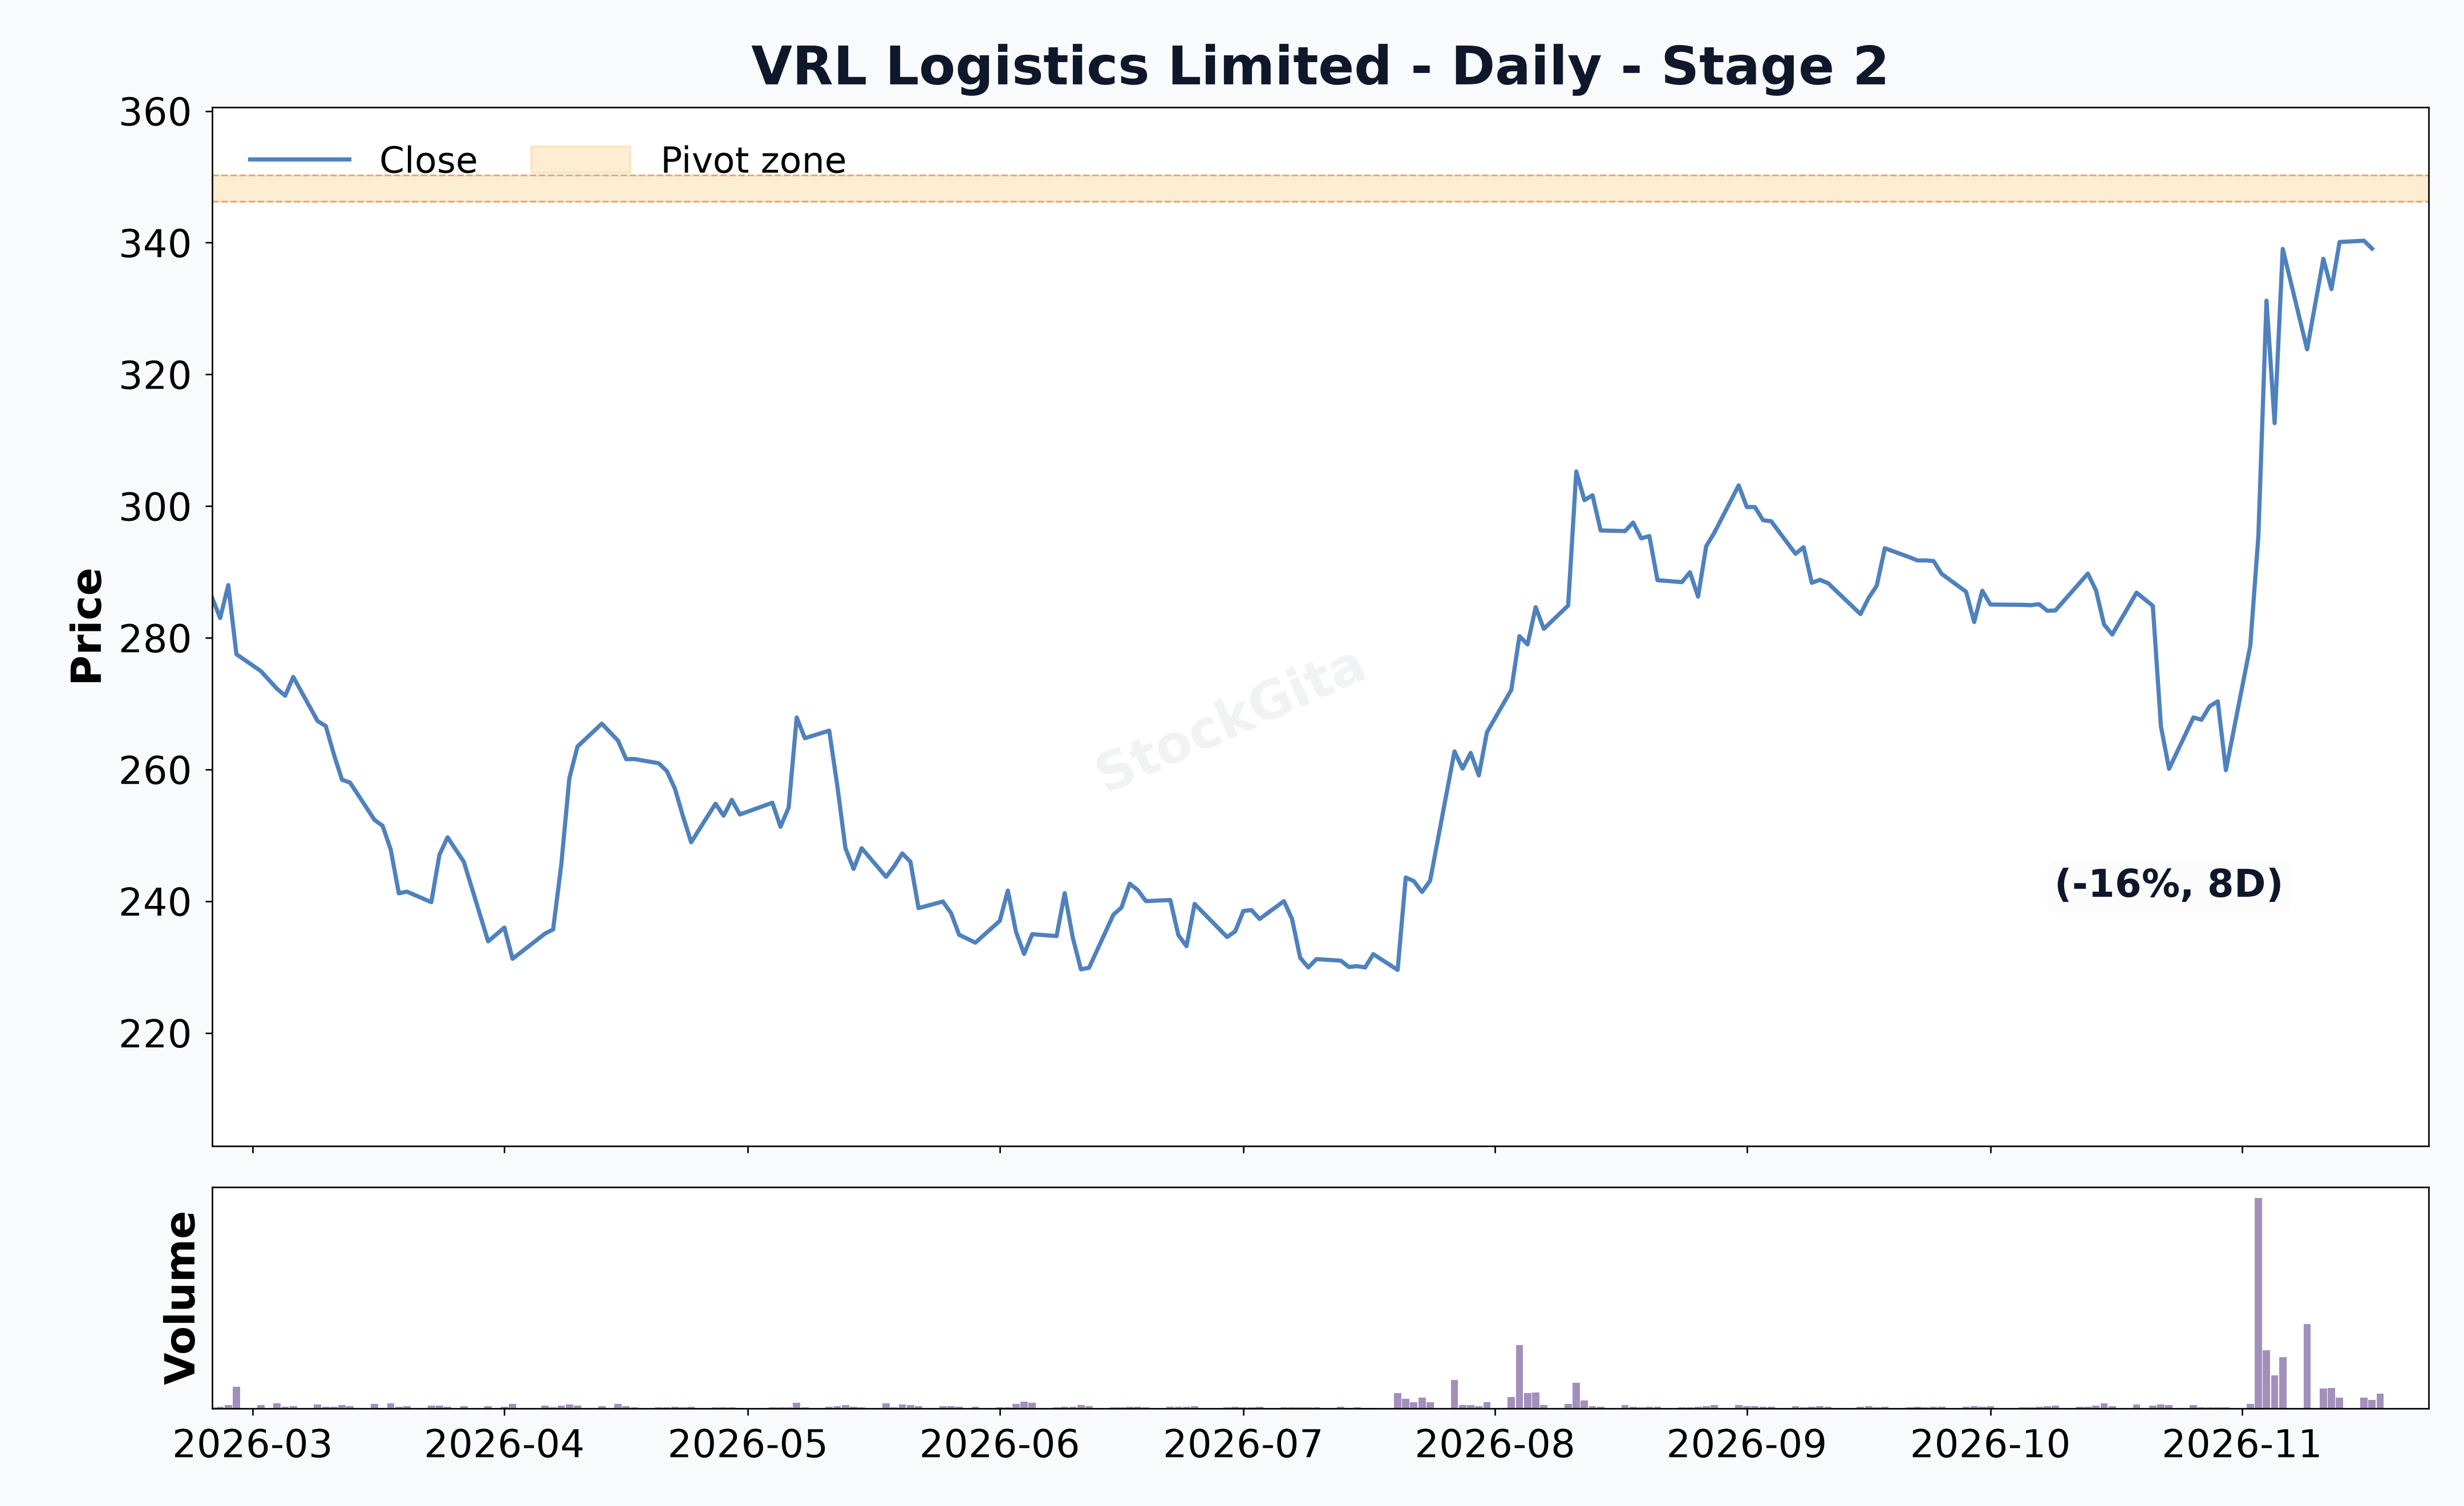 VRL Logistics Limited - Daily - Stage 2
Close
Pivot zone
Price
360
340
320
300
280
260
240
220
StockGita
(-16%, 8D)
Volume
2026-03
2026-04
2026-05
2026-06
2026-07
2026-08
2026-09
2026-10
2026-11